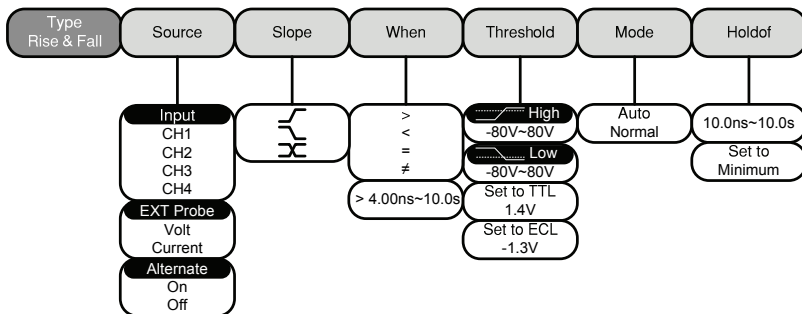 Type
Rise & Fall
Source
Slope
When
Threshold
Mode
Holdof
Input
CH1
CH2
CH3
CH4
EXT Probe
Volt
Current
Alternate
On
Off
>
<
=
≠
> 4.00ns~10.0s
High
-80V~80V
Low
-80V~80V
Set to TTL
1.4V
Set to ECL
-1.3V
Auto
Normal
10.0ns~10.0s
Set to
Minimum